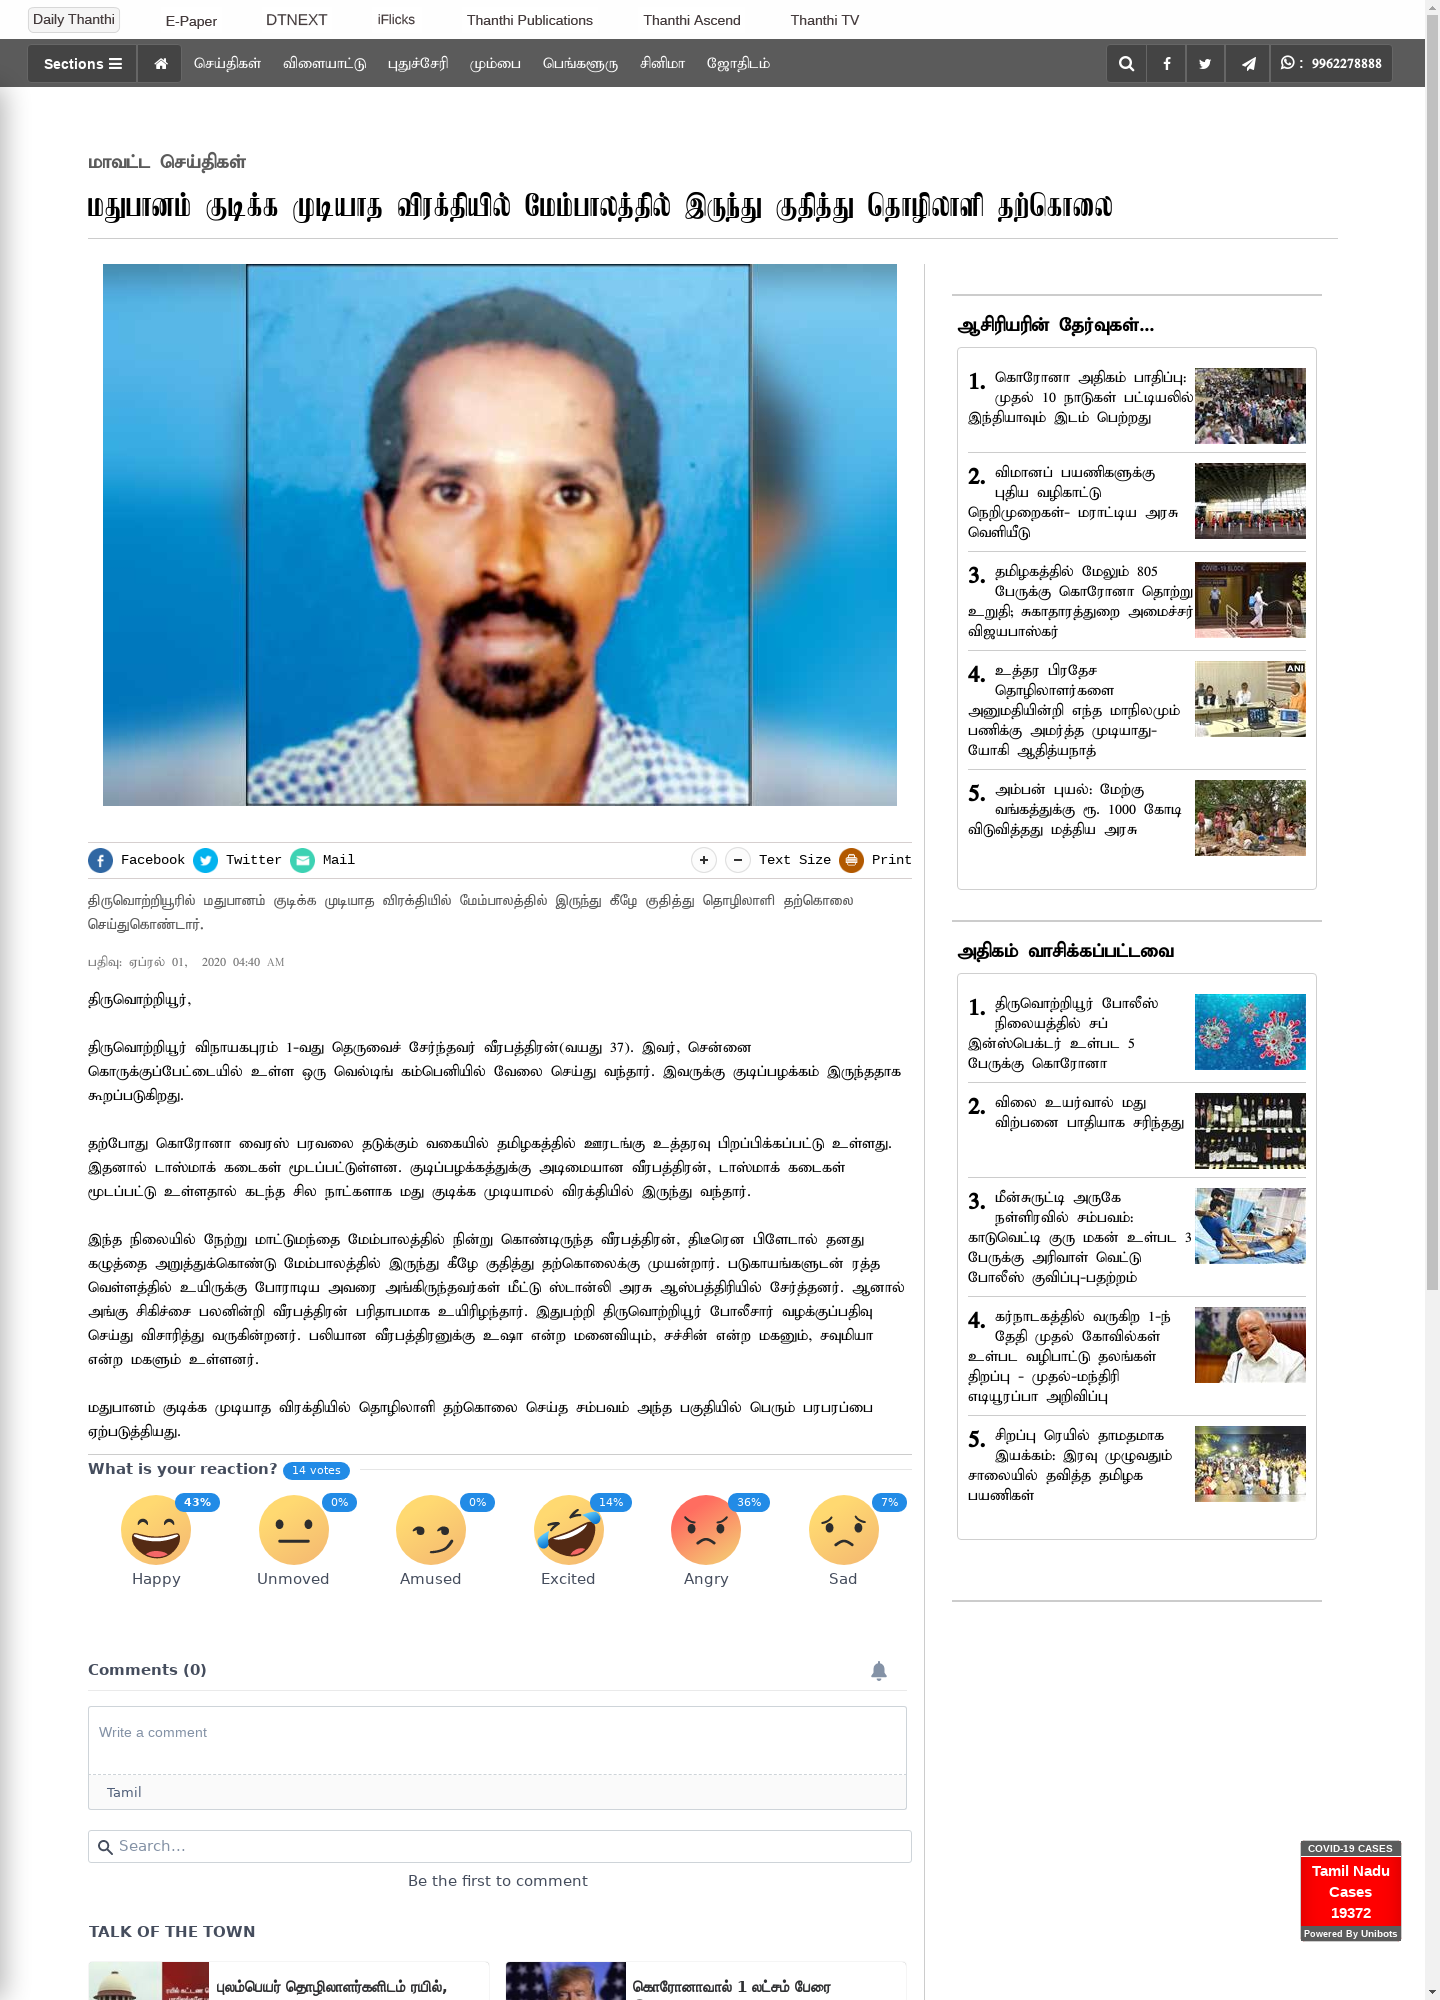 Daily Thanthi
E-Paper
DTNEXT
iFlicks
Thanthi Publications
Thanthi Ascend
Thanthi TV
Sections
செய்திகள்
விளையாட்டு
புதுச்சேரி
மும்பை
பெங்களூரு
சினிமா
ஜோதிடம்
: 9962278888
மாவட்ட செய்திகள்
மதுபானம் குடிக்க முடியாத விரக்தியில் மேம்பாலத்தில் இருந்து குதித்து தொழிலாளி தற்கொலை
Facebook
Twitter
Mail
Text Size
Print
திருவொற்றியூரில் மதுபானம் குடிக்க முடியாத விரக்தியில் மேம்பாலத்தில் இருந்து கீழே குதித்து தொழிலாளி தற்கொலை
செய்துகொண்டார்.
பதிவு: ஏப்ரல் 01, 2020 04:40 AM
திருவொற்றியூர்,
திருவொற்றியூர் விநாயகபுரம் 1-வது தெருவைச் சேர்ந்தவர் வீரபத்திரன்(வயது 37). இவர், சென்னை
கொருக்குப்பேட்டையில் உள்ள ஒரு வெல்டிங் கம்பெனியில் வேலை செய்து வந்தார். இவருக்கு குடிப்பழக்கம் இருந்ததாக
கூறப்படுகிறது.
தற்போது கொரோனா வைரஸ் பரவலை தடுக்கும் வகையில் தமிழகத்தில் ஊரடங்கு உத்தரவு பிறப்பிக்கப்பட்டு உள்ளது.
இதனால் டாஸ்மாக் கடைகள் மூடப்பட்டுள்ளன. குடிப்பழக்கத்துக்கு அடிமையான வீரபத்திரன், டாஸ்மாக் கடைகள்
மூடப்பட்டு உள்ளதால் கடந்த சில நாட்களாக மது குடிக்க முடியாமல் விரக்தியில் இருந்து வந்தார்.
இந்த நிலையில் நேற்று மாட்டுமந்தை மேம்பாலத்தில் நின்று கொண்டிருந்த வீரபத்திரன், திடீரென பிளேடால் தனது
கழுத்தை அறுத்துக்கொண்டு மேம்பாலத்தில் இருந்து கீழே குதித்து தற்கொலைக்கு முயன்றார். படுகாயங்களுடன் ரத்த
வெள்ளத்தில் உயிருக்கு போராடிய அவரை அங்கிருந்தவர்கள் மீட்டு ஸ்டான்லி அரசு ஆஸ்பத்திரியில் சேர்த்தனர். ஆனால்
அங்கு சிகிச்சை பலனின்றி வீரபத்திரன் பரிதாபமாக உயிரிழந்தார். இதுபற்றி திருவொற்றியூர் போலீசார் வழக்குப்பதிவு
செய்து விசாரித்து வருகின்றனர். பலியான வீரபத்திரனுக்கு உஷா என்ற மனைவியும், சச்சின் என்ற மகனும், சவுமியா
என்ற மகளும் உள்ளனர்.
மதுபானம் குடிக்க முடியாத விரக்தியில் தொழிலாளி தற்கொலை செய்த சம்பவம் அந்த பகுதியில் பெரும் பரபரப்பை
ஏற்படுத்தியது.
What is your reaction? 14 votes
43%
0%
0%
14%
36%
7%
Happy
Unmoved
Amused
Excited
Angry
Sad
Comments (0)
Write a comment
Tamil
Search...
Be the first to comment
TALK OF THE TOWN
புலம்பெயர் தொழிலாளர்களிடம் ரயில்,
கொரோனாவால் 1 லட்சம் பேரை
ஆசிரியரின் தேர்வுகள்...
1. கொரோனா அதிகம் பாதிப்பு:
முதல் 10 நாடுகள் பட்டியலில்
இந்தியாவும் இடம் பெற்றது
2. விமானப் பயணிகளுக்கு
புதிய வழிகாட்டு
நெறிமுறைகள்- மராட்டிய அரசு
வெளியீடு
3. தமிழகத்தில் மேலும் 805
பேருக்கு கொரோனா தொற்று
உறுதி; சுகாதாரத்துறை அமைச்சர்
விஜயபாஸ்கர்
COVID-19 BLOCK
4. உத்தர பிரதேச
தொழிலாளர்களை
அனுமதியின்றி எந்த மாநிலமும்
பணிக்கு அமர்த்த முடியாது-
யோகி ஆதித்யநாத்
ANI
5. அம்பன் புயல்: மேற்கு
வங்கத்துக்கு ரூ. 1000 கோடி
விடுவித்தது மத்திய அரசு
அதிகம் வாசிக்கப்பட்டவை
1. திருவொற்றியூர் போலீஸ்
நிலையத்தில் சப்
இன்ஸ்பெக்டர் உள்பட 5
பேருக்கு கொரோனா
2. விலை உயர்வால் மது
விற்பனை பாதியாக சரிந்தது
3. மீன்சுருட்டி அருகே
நள்ளிரவில் சம்பவம்:
காடுவெட்டி குரு மகன் உள்பட 3
பேருக்கு அரிவாள் வெட்டு
போலீஸ் குவிப்பு-பதற்றம்
4. கர்நாடகத்தில் வருகிற 1-ந்
தேதி முதல் கோவில்கள்
உள்பட வழிபாட்டு தலங்கள்
திறப்பு - முதல்-மந்திரி
எடியூரப்பா அறிவிப்பு
5. சிறப்பு ரெயில் தாமதமாக
இயக்கம்: இரவு முழுவதும்
சாலையில் தவித்த தமிழக
பயணிகள்
COVID-19 CASES
Tamil Nadu
Cases
19372
Powered By Unibots